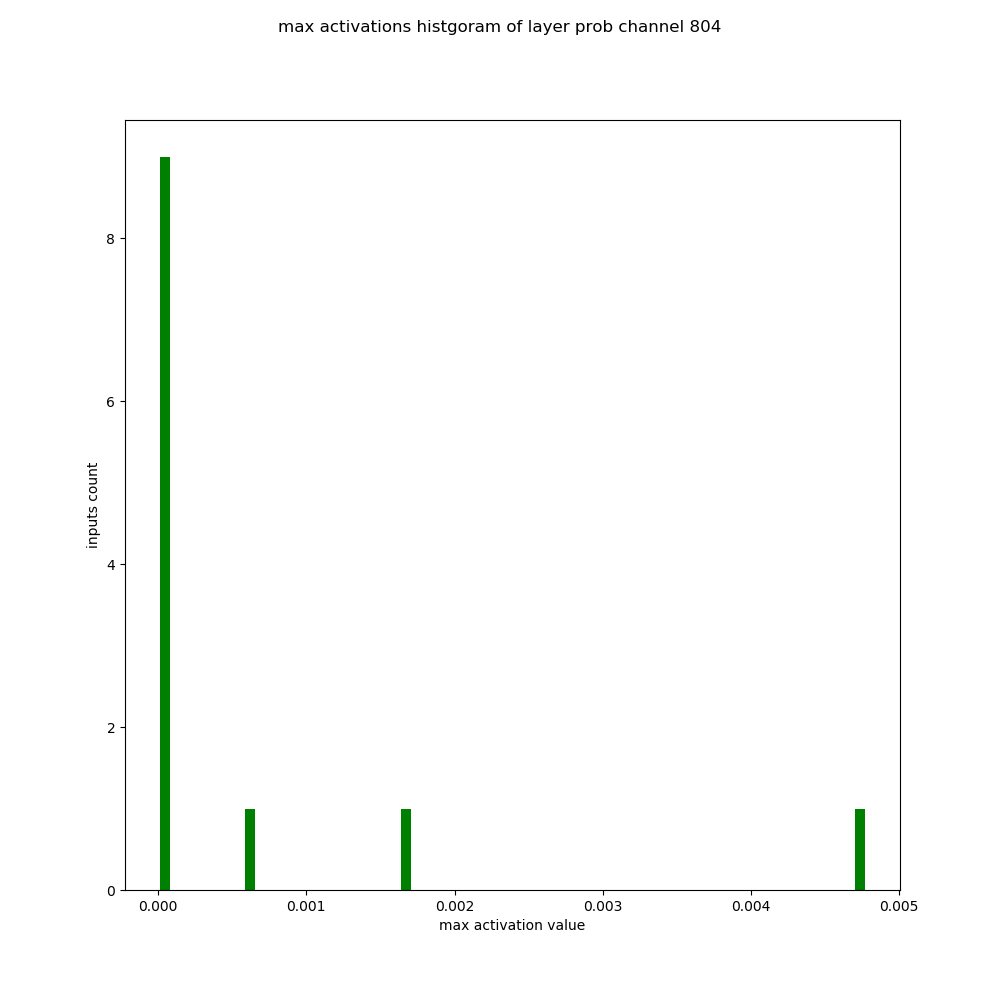 max activations histgoram of layer prob channel 804
8
6
4
2
0
inputs count
0.000 0.001 0.002 0.003 0.004 0.005
max activation value